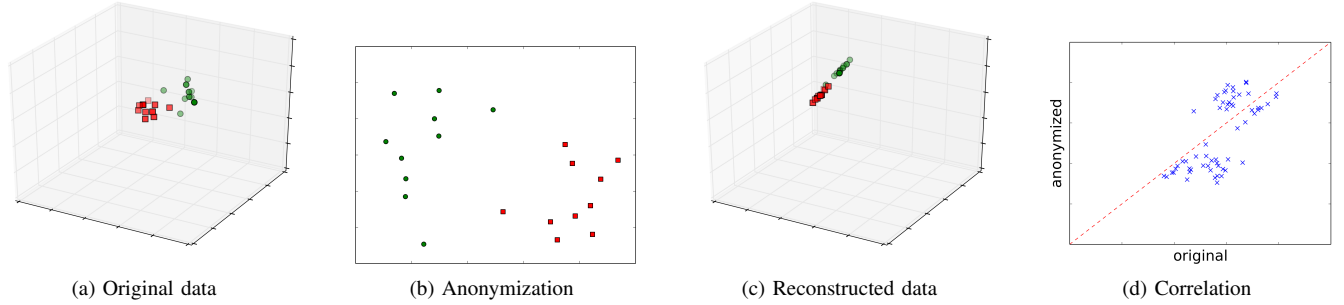 anonymized
original
(a) Original data
(b) Anonymization
(c) Reconstructed data
(d) Correlation